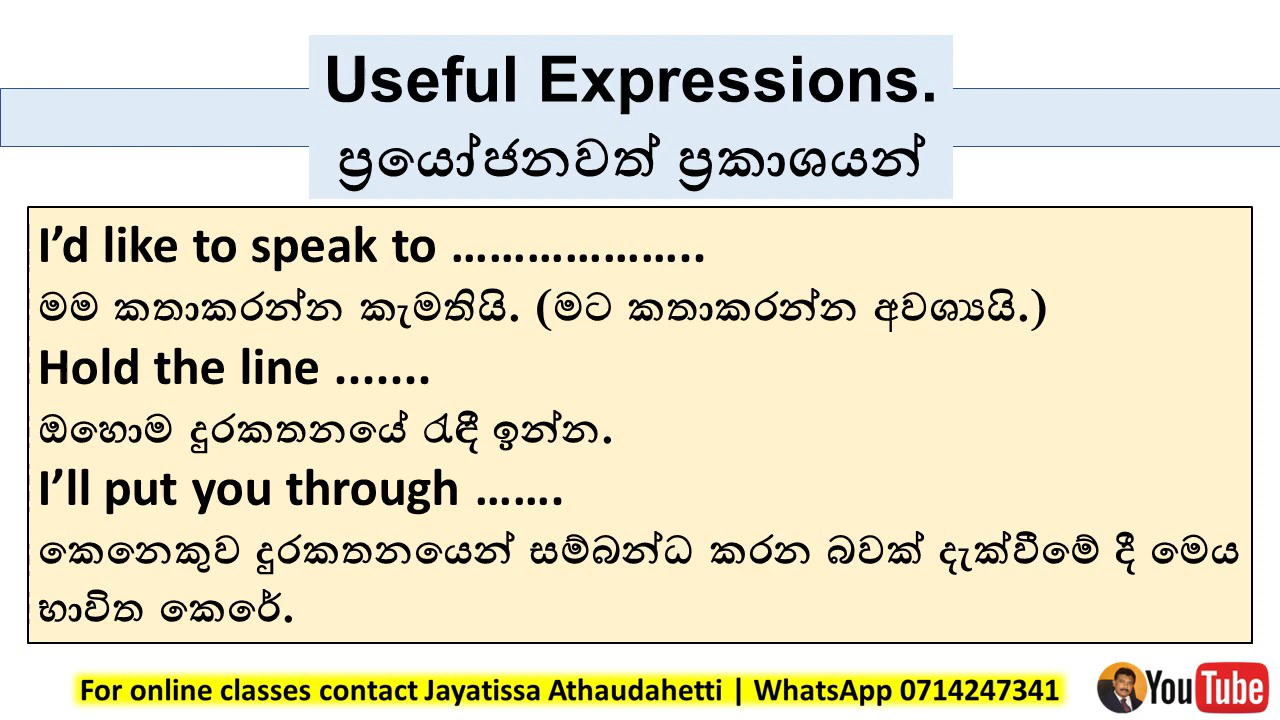 Useful Expressions.
ප්‍රයෝජනවත් ප්‍රකාශයන්
I’d like to speak to ………………..
මම කතාකරන්න කැමතියි. (මට කතාකරන්න අවශ්‍යයි.)
Hold the line .......
ඔහොම දුරකතනයේ රැඳී ඉන්න.
I’ll put you through …….
කෙනෙකුව දුරකතනයෙන් සම්බන්ධ කරන බවක් දැක්වීමේ දී මෙය
භාවිත කෙරේ.
For online classes contact Jayatissa Athaudahetti | WhatsApp 0714247341
YouTube